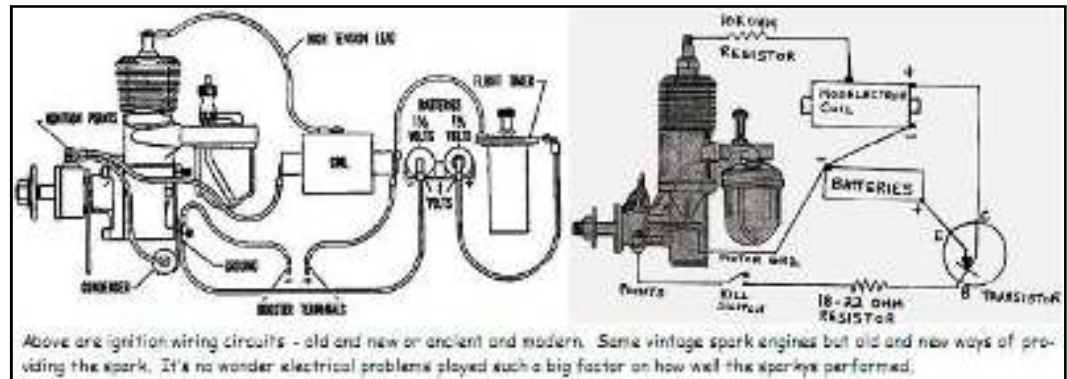 HIGH TENSION LEAD
FLIGHT TIMER
IGNITION POINTS
BATTERIES
1½ VOLTS
1½ VOLTS
COIL
3 VOLTS
GROUND
CONDENSER
BOOSTER TERMINALS
10K OHM
RESISTOR
MODELECTRIC
COIL
+
-
-
BATTERIES
+
C
E
B
MOTOR GRD.
POINTS
KILL
SWITCH
18-22 OHM
RESISTOR
TRANSISTOR
Above are ignition wiring circuits - old and new or ancient and modern. Same vintage spark engines but old and new ways of pro-
viding the spark. It's no wonder electrical problems played such a big factor on how well the sparkys performed.